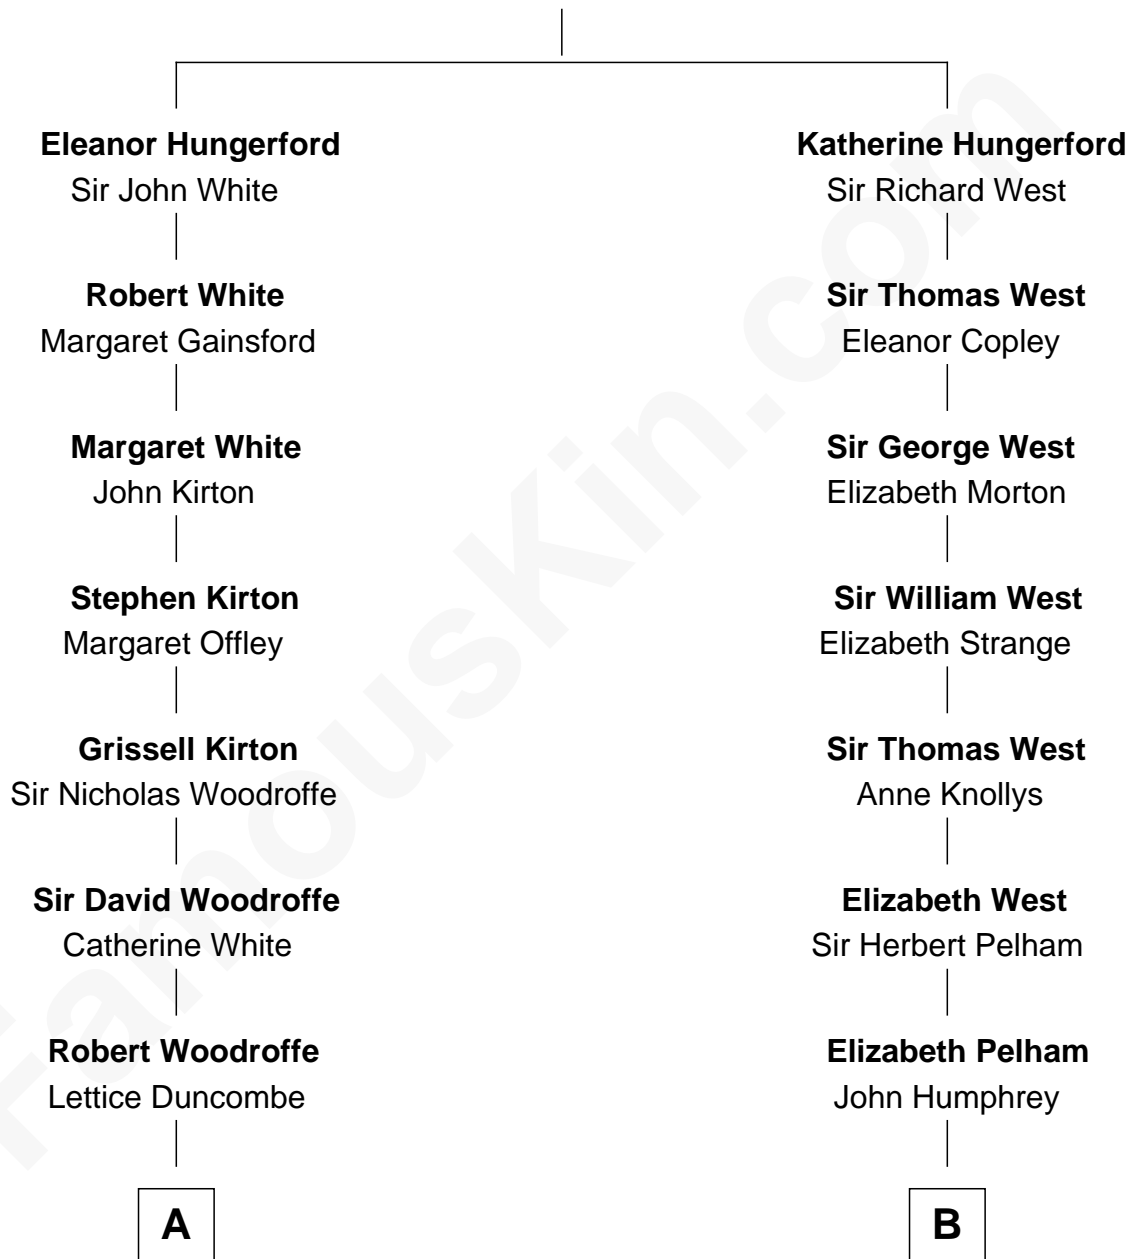 Eleanor Hungerford
Sir John White
Robert White
Margaret Gainsford
Margaret White
John Kirton
Stephen Kirton
Margaret Offley
Grissell Kirton
Sir Nicholas Woodroffe
Sir David Woodroffe
Catherine White
Robert Woodroffe
Lettice Duncombe
A
Katherine Hungerford
Sir Richard West
Sir Thomas West
Eleanor Copley
Sir George West
Elizabeth Morton
Sir William West
Elizabeth Strange
Sir Thomas West
Anne Knollys
Elizabeth West
Sir Herbert Pelham
Elizabeth Pelham
John Humphrey
B
FamousKin.com